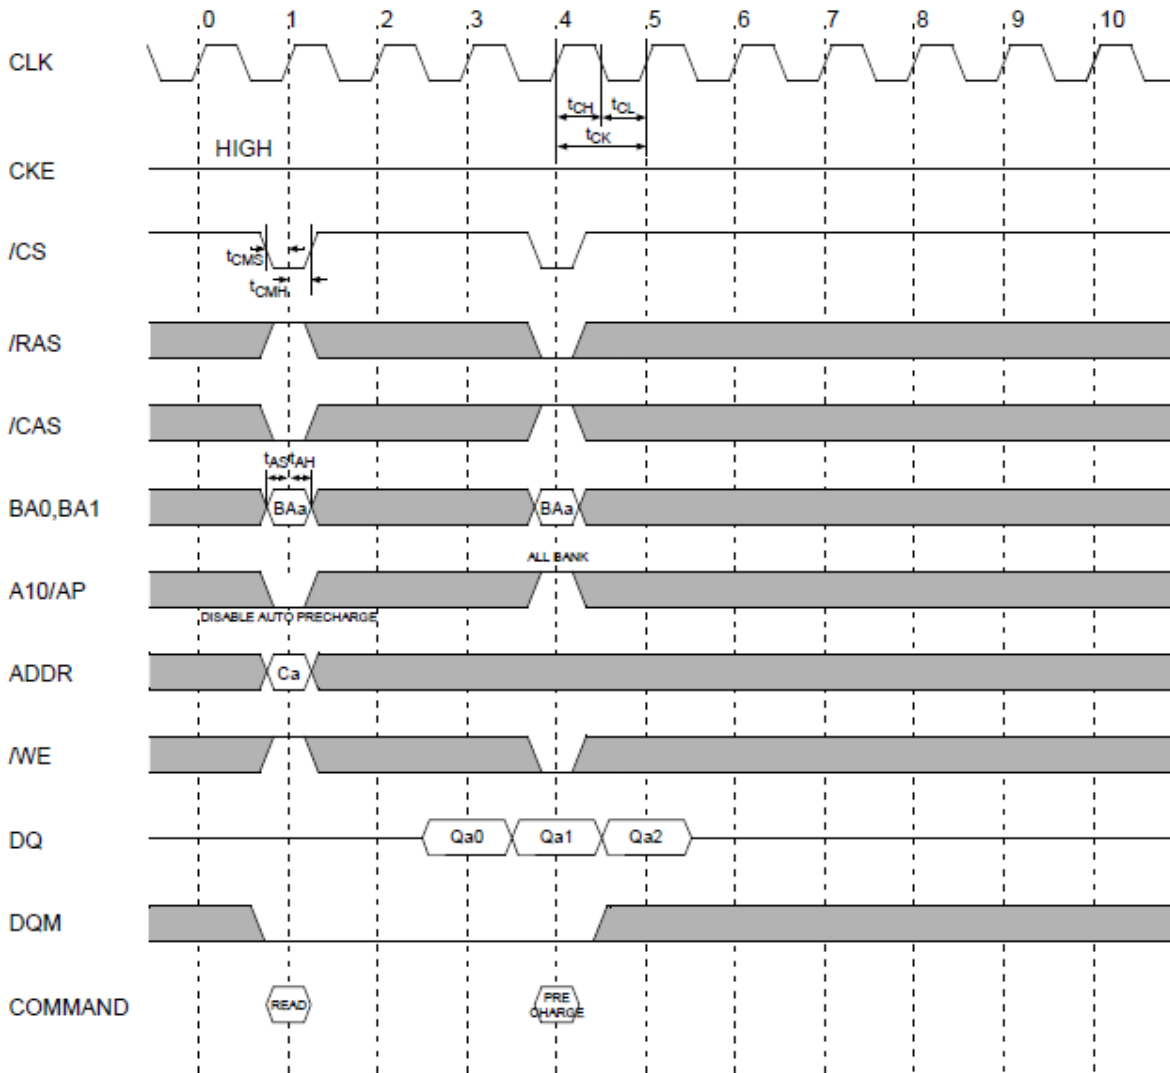 0 1 2 3 4 5 6 7 8 9 10
CLK
tCH tCL
tCK
HIGH
CKE
/CS
tCMS
tCMH
/RAS
/CAS
tAS tAH
BA0,BA1 BAa BAa
ALL BANK
A10/AP
DISABLE AUTO PRECHARGE
ADDR Ca
/WE
DQ Qa0 Qa1 Qa2
DQM
COMMAND READ PRE
CHARGE